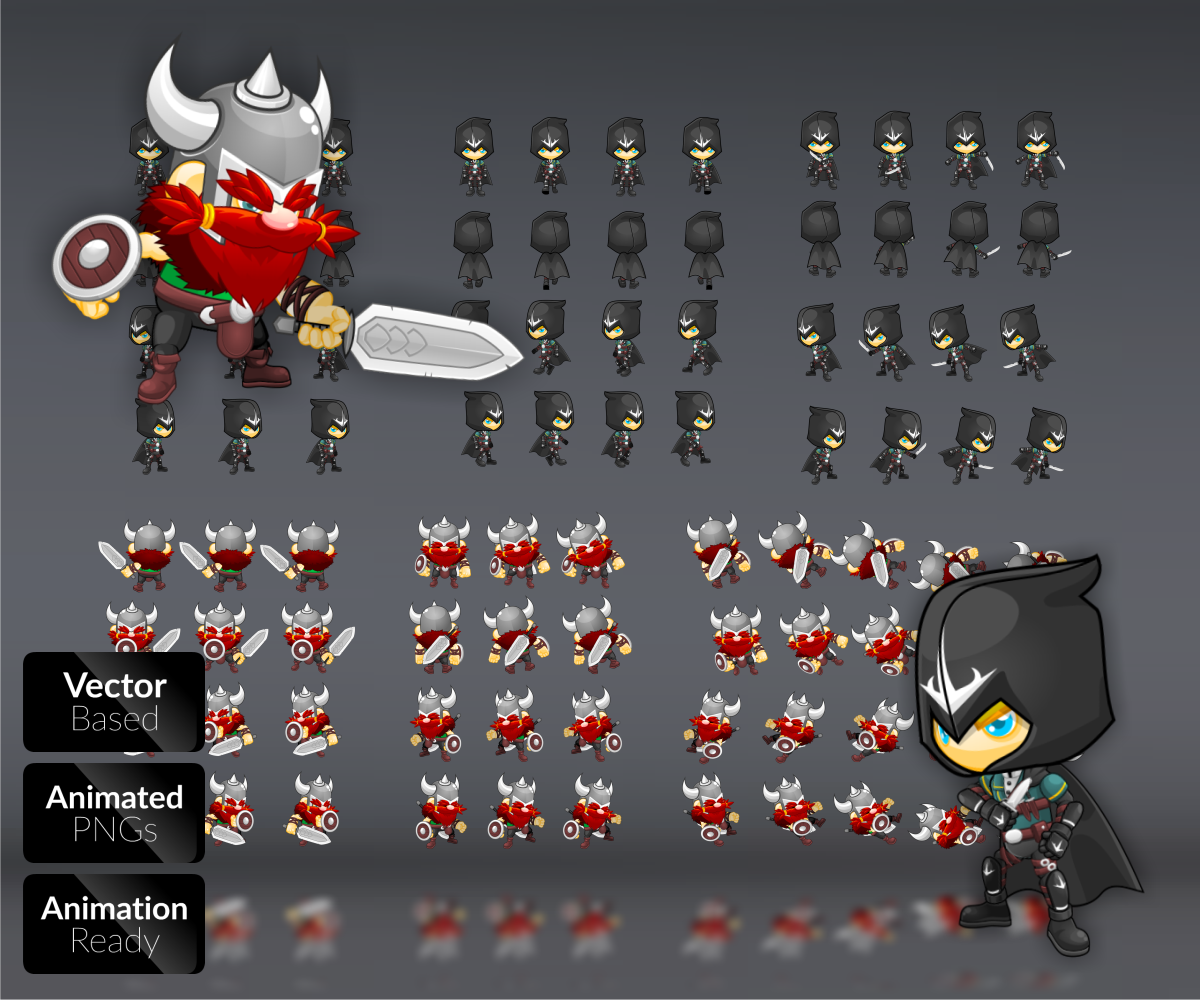 Vector
Based
Animated
PNGs
Animation
Ready